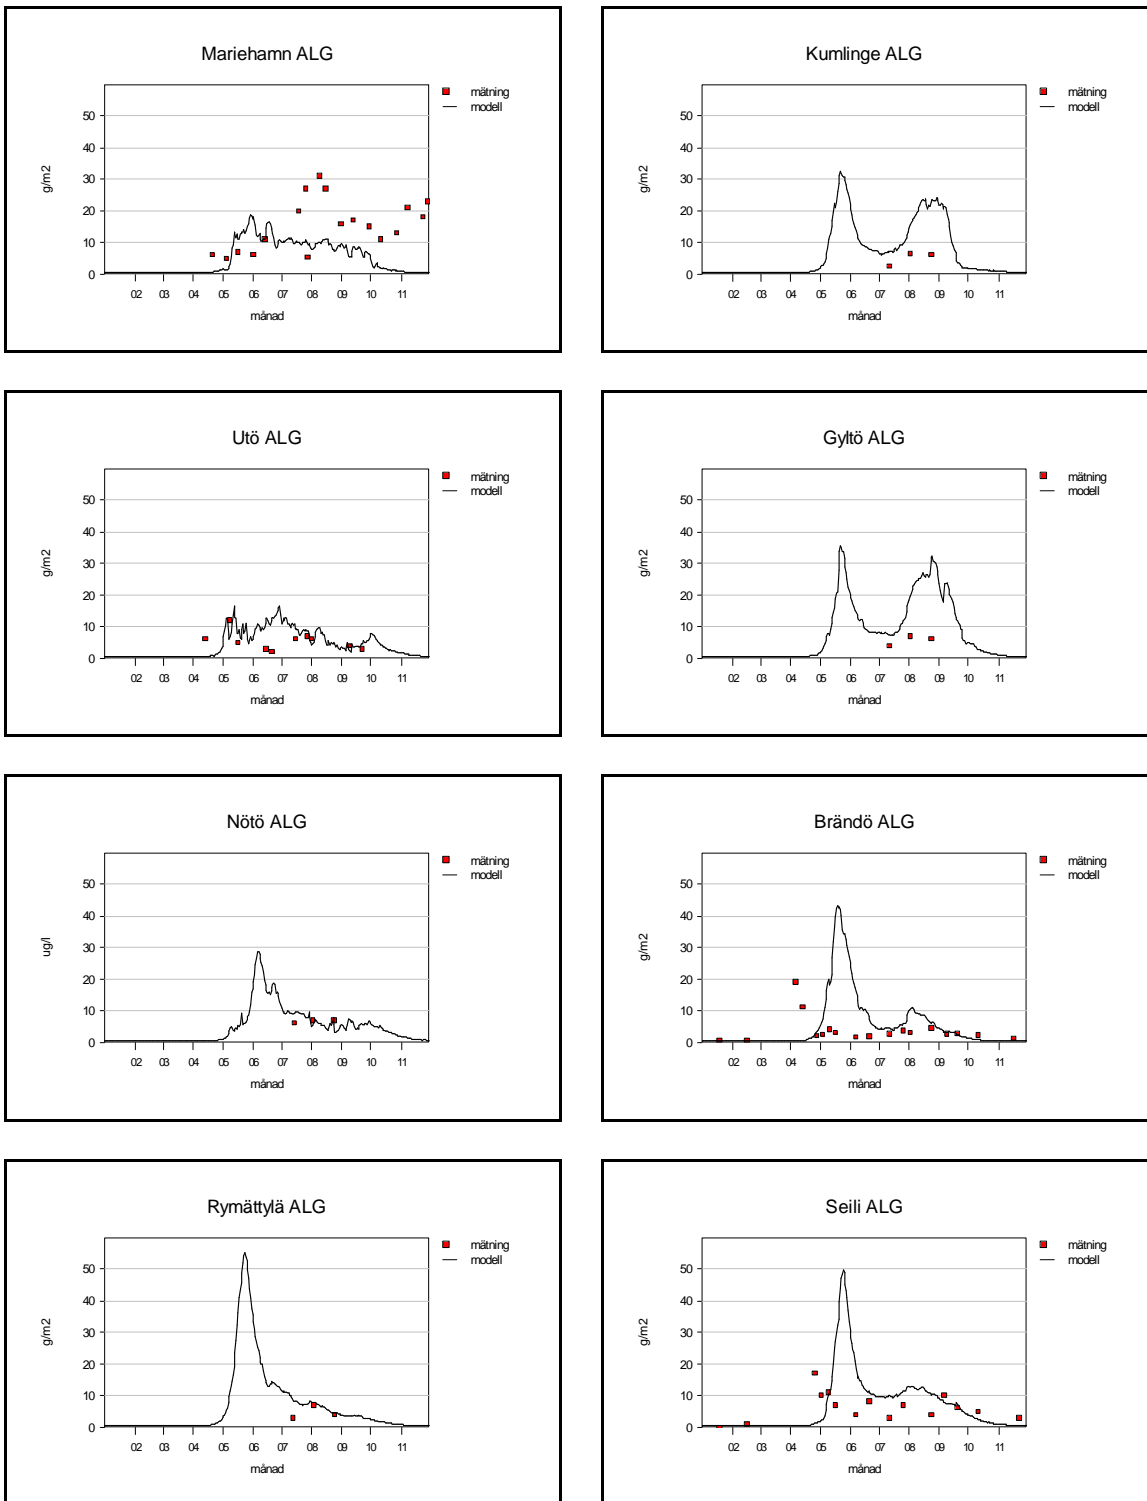 Mariehamn ALG
mätning
modell
50
40
30
20
10
0
g/m2
02 03 04 05 06 07 08 09 10 11
månad
Kumlinge ALG
mätning
modell
50
40
30
20
10
0
g/m2
02 03 04 05 06 07 08 09 10 11
månad
Utö ALG
mätning
modell
50
40
30
20
10
0
g/m2
02 03 04 05 06 07 08 09 10 11
månad
Gyltö ALG
mätning
modell
50
40
30
20
10
0
g/m2
02 03 04 05 06 07 08 09 10 11
månad
Nötö ALG
mätning
modell
50
40
30
20
10
0
ug/l
02 03 04 05 06 07 08 09 10 11
månad
Brändö ALG
mätning
modell
50
40
30
20
10
0
g/m2
02 03 04 05 06 07 08 09 10 11
månad
Rymättylä ALG
mätning
modell
50
40
30
20
10
0
g/m2
02 03 04 05 06 07 08 09 10 11
månad
Seili ALG
mätning
modell
50
40
30
20
10
0
g/m2
02 03 04 05 06 07 08 09 10 11
månad